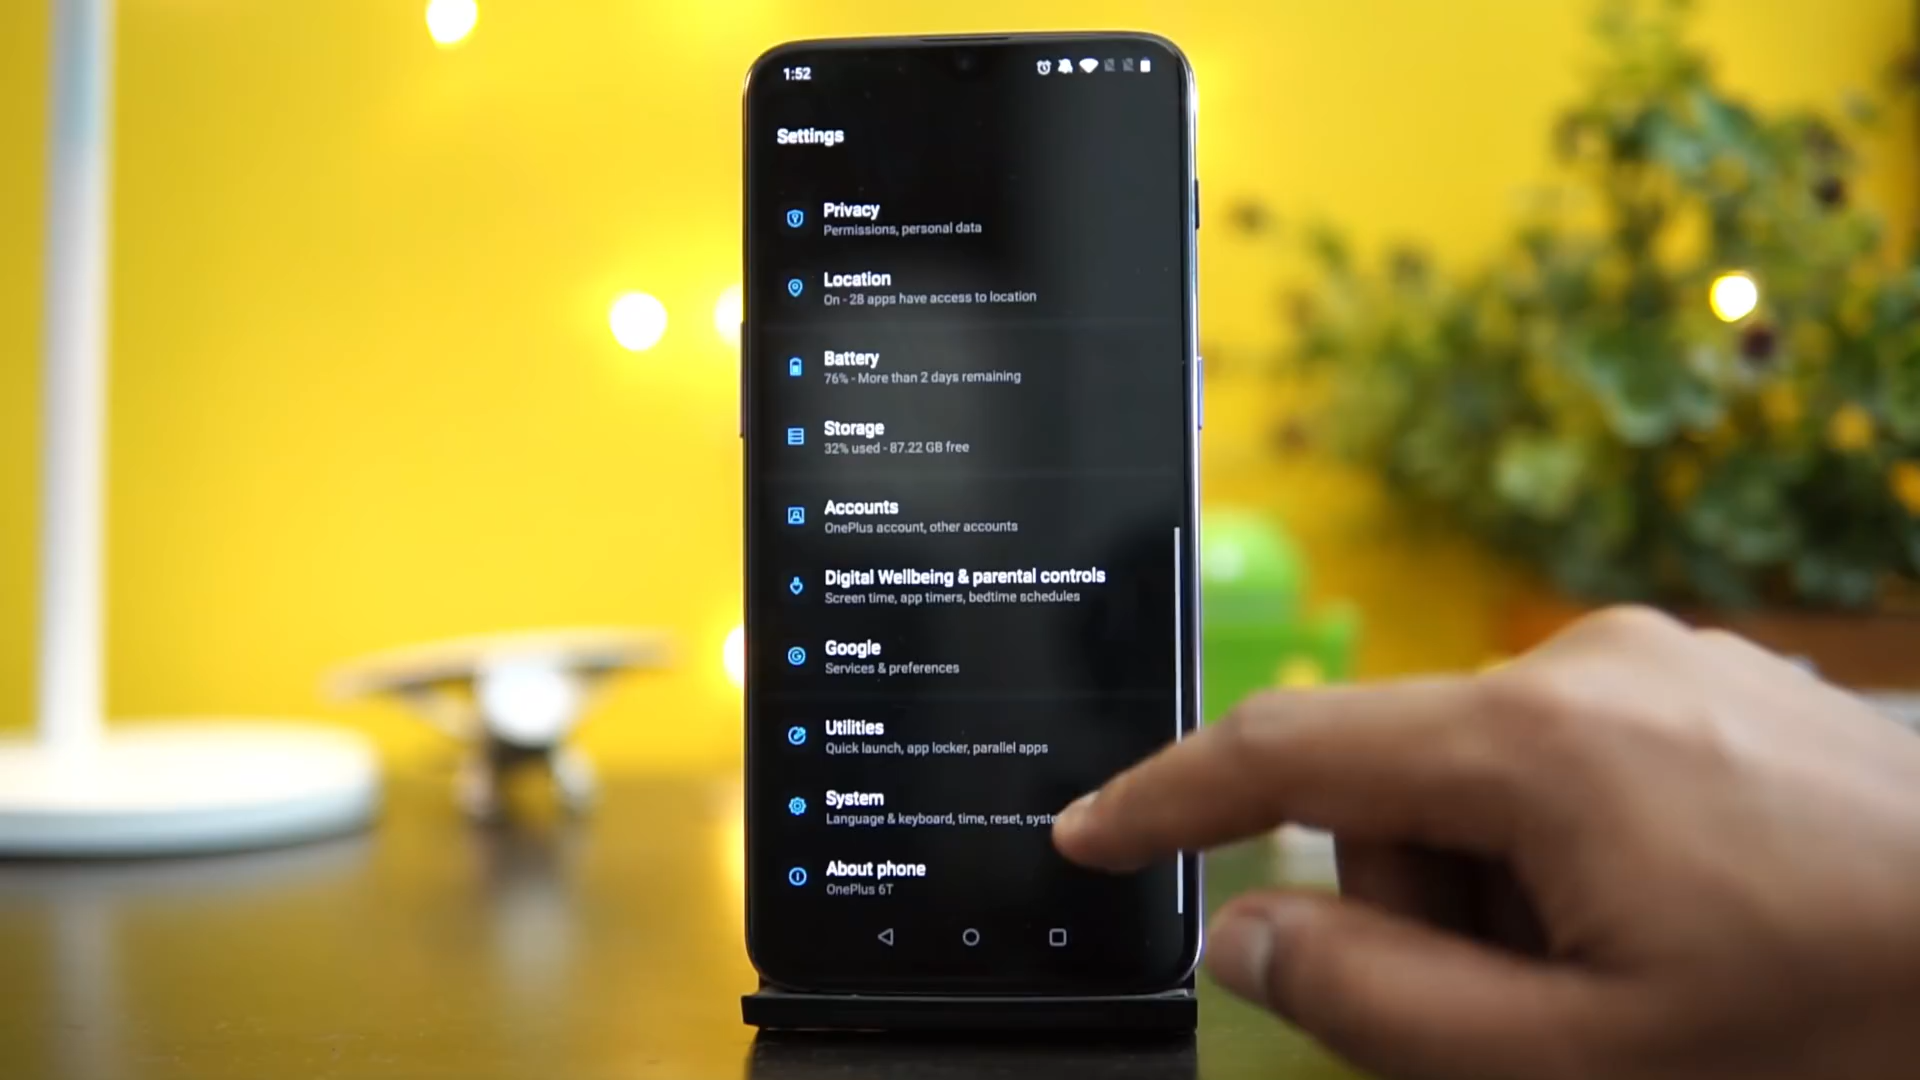 1:52
Settings
Privacy
Permissions, personal data
Location
On - 28 apps have access to location
Battery
76% - More than 2 days remaining
Storage
32% used - 87.22 GB free
Accounts
OnePlus account, other accounts
Digital Wellbeing & parental controls
Screen time, app timers, bedtime schedules
Google
Services & preferences
Utilities
Quick launch, app locker, parallel apps
System
Language & keyboard, time, reset, syste
About phone
OnePlus 6T